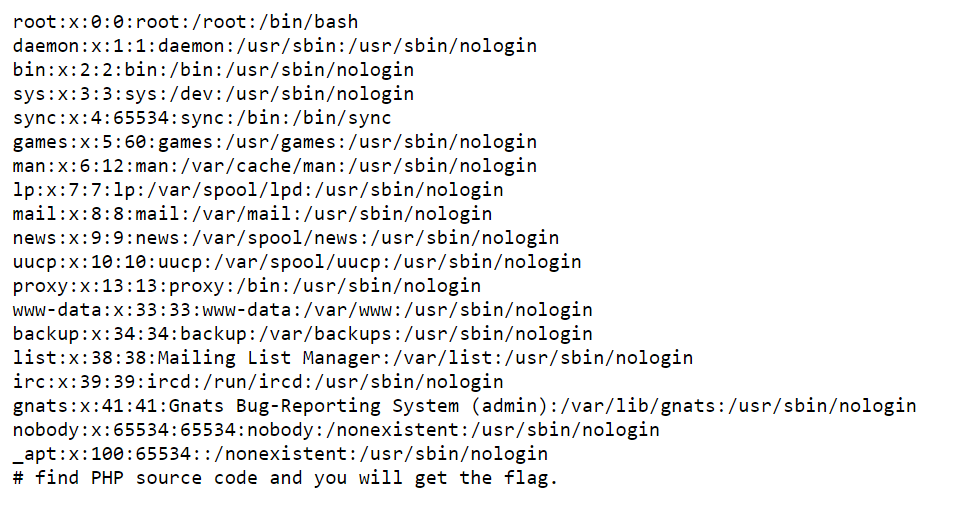 root:x:0:0:root:/root:/bin/bash
daemon:x:1:1:daemon:/usr/sbin:/usr/sbin/nologin
bin:x:2:2:bin:/bin:/usr/sbin/nologin
sys:x:3:3:sys:/dev:/usr/sbin/nologin
sync:x:4:65534:sync:/bin:/bin/sync
games:x:5:60:games:/usr/games:/usr/sbin/nologin
man:x:6:12:man:/var/cache/man:/usr/sbin/nologin
lp:x:7:7:lp:/var/spool/lpd:/usr/sbin/nologin
mail:x:8:8:mail:/var/mail:/usr/sbin/nologin
news:x:9:9:news:/var/spool/news:/usr/sbin/nologin
uucp:x:10:10:uucp:/var/spool/uucp:/usr/sbin/nologin
proxy:x:13:13:proxy:/bin:/usr/sbin/nologin
www-data:x:33:33:www-data:/var/www:/usr/sbin/nologin
backup:x:34:34:backup:/var/backups:/usr/sbin/nologin
list:x:38:38:Mailing List Manager:/var/list:/usr/sbin/nologin
irc:x:39:39:ircd:/run/ircd:/usr/sbin/nologin
gnats:x:41:41:Gnats Bug-Reporting System (admin):/var/lib/gnats:/usr/sbin/nologin
nobody:x:65534:65534:nobody:/nonexistent:/usr/sbin/nologin
_apt:x:100:65534::/nonexistent:/usr/sbin/nologin
# find PHP source code and you will get the flag.